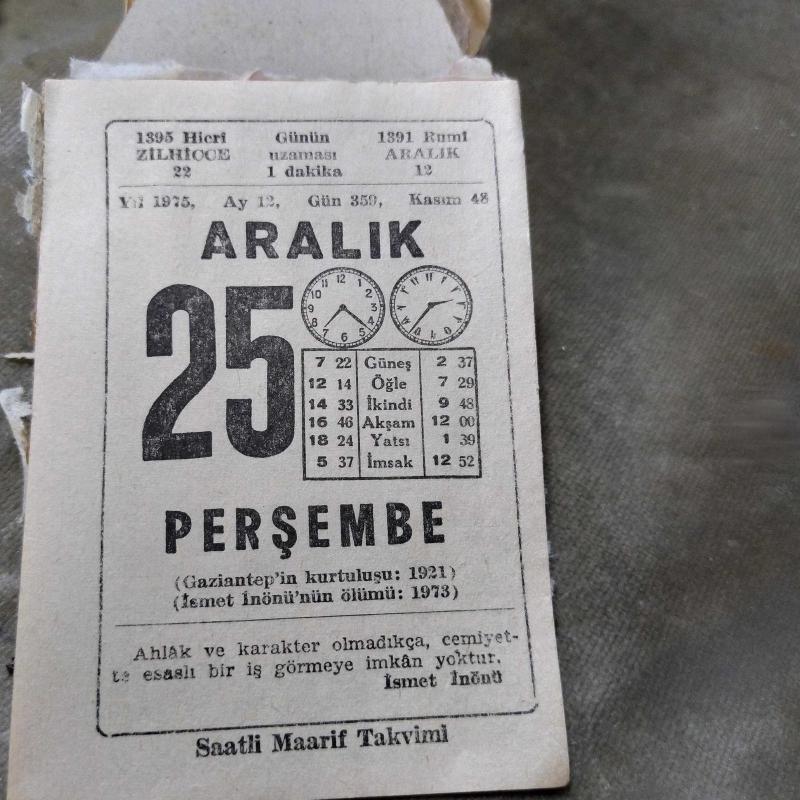 1395 Hicri Günün 1391 Rumi
ZİLHİCCE uzaması ARALIK
22 1 dakika 12
Yıl 1975, Ay 12, Gün 359, Kasım 48
ARALIK
25
7 22 Güneş 2 37
12 14 Öğle 7 29
14 33 İkindi 9 48
16 46 Akşam 12 00
18 24 Yatsı 1 39
5 37 İmsak 12 52
PERŞEMBE
(Gaziantep'in kurtuluşu: 1921)
(İsmet İnönü'nün ölümü: 1973)
Ahlâk ve karakter olmadıkça, cemiyet-
te esaslı bir iş görmeye imkân yoktur.
İsmet İnönü
Saatli Maarif Takvimi